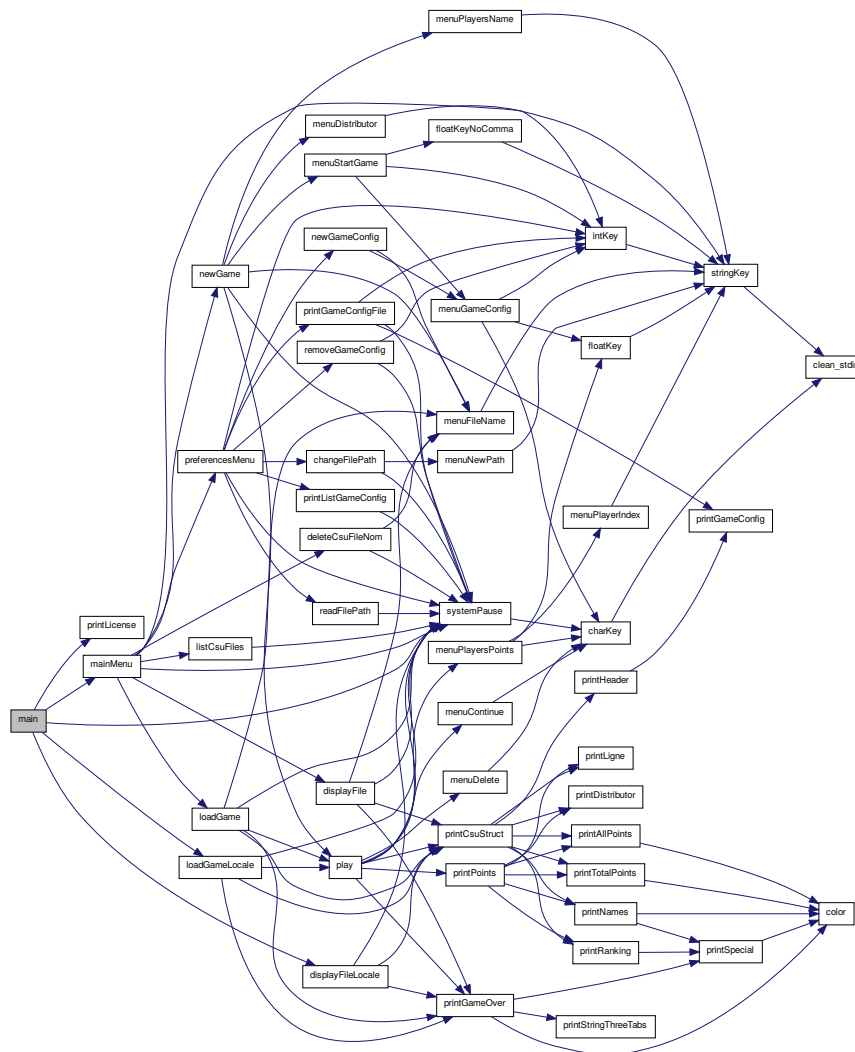 menuPlayersName
menuDistributor
floatKeyNoComma
menuStartGame
newGameConfig
intKey
newGame
stringKey
printGameConfigFile
menuGameConfig
removeGameConfig
floatKey
clean_stdin
menuFileName
preferencesMenu
changeFilePath
menuNewPath
printListGameConfig
menuPlayerIndex
printGameConfig
deleteCsuFileNom
readFilePath
systemPause
printLicense
charKey
listCsuFiles
menuPlayersPoints
mainMenu
printHeader
main
menuContinue
printLigne
menuDelete
displayFile
printDistributor
loadGame
printCsuStruct
printAllPoints
loadGameLocale
play
printPoints
printTotalPoints
printNames
color
printRanking
printSpecial
displayFileLocale
printGameOver
printStringThreeTabs